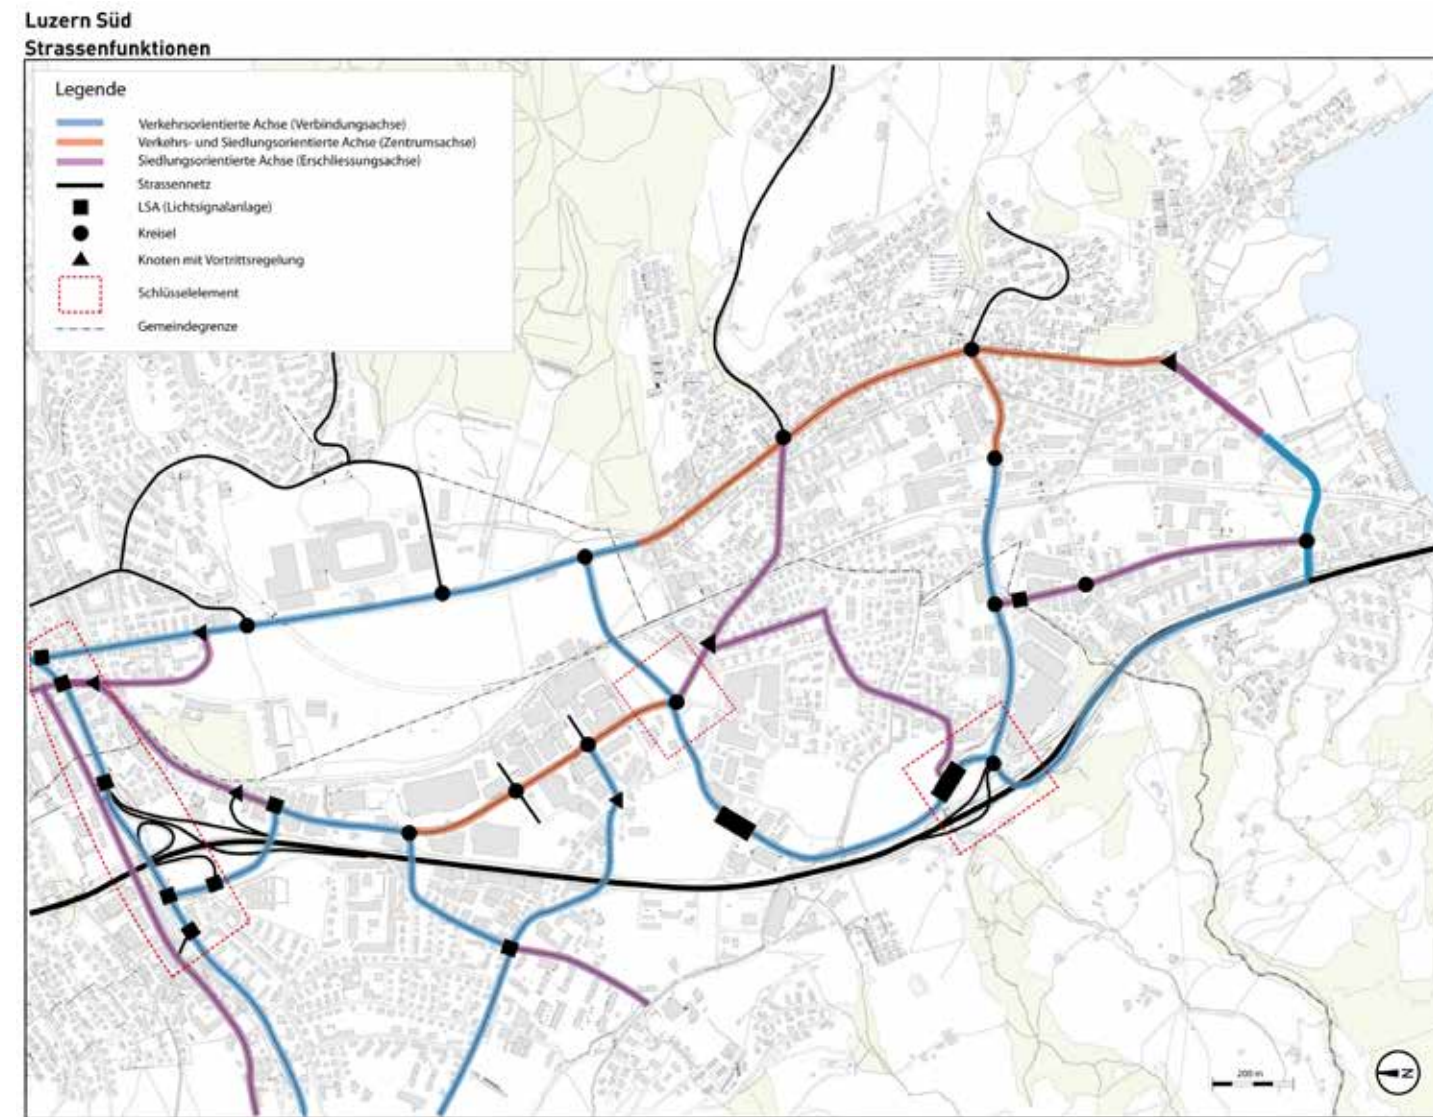 Luzern Süd
Strassenfunktionen
Legende
Verkehrsorientierte Achse (Verbindungsachse)
Verkehrs- und Siedlungsorientierte Achse (Zentrumsachse)
Siedlungsorientierte Achse (Erschliessungsachse)
Strassennetz
LSA (Lichtsignalanlage)
Kreisel
Knoten mit Vortrittsregelung
Schlüsselelement
Gemeindegrenze
200 m
N